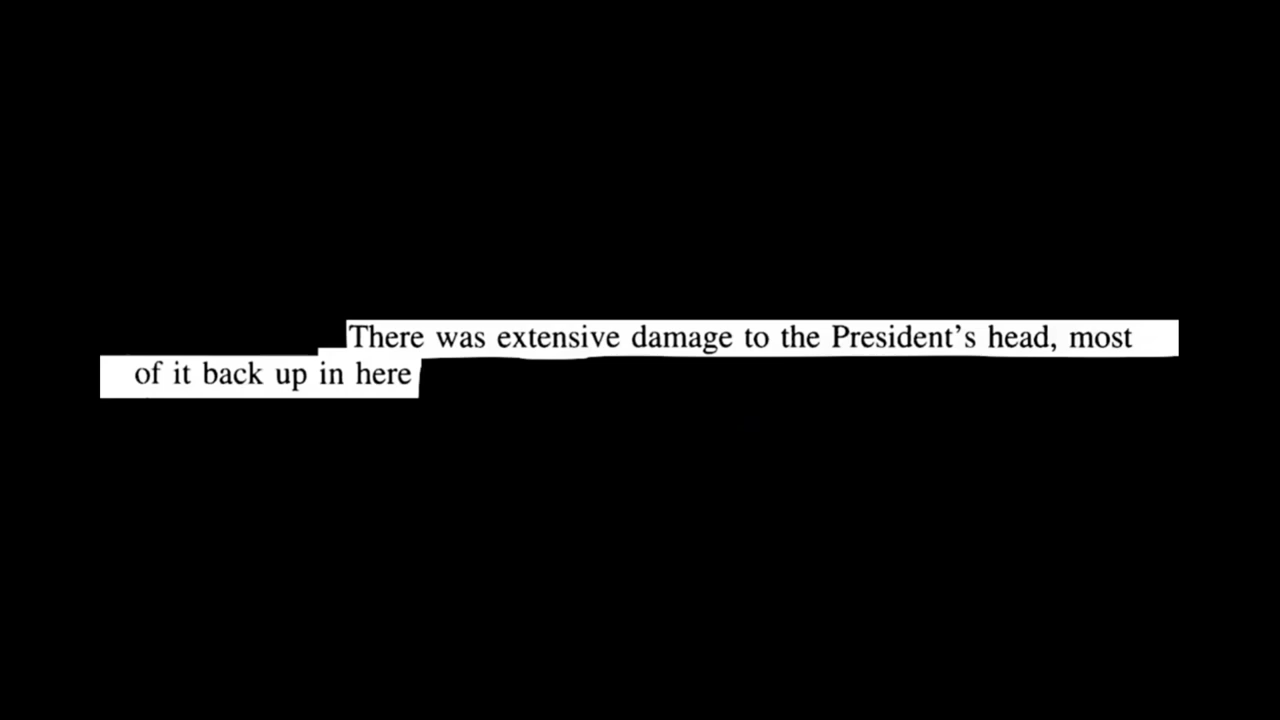 There was extensive damage to the President’s head, most
of it back up in here